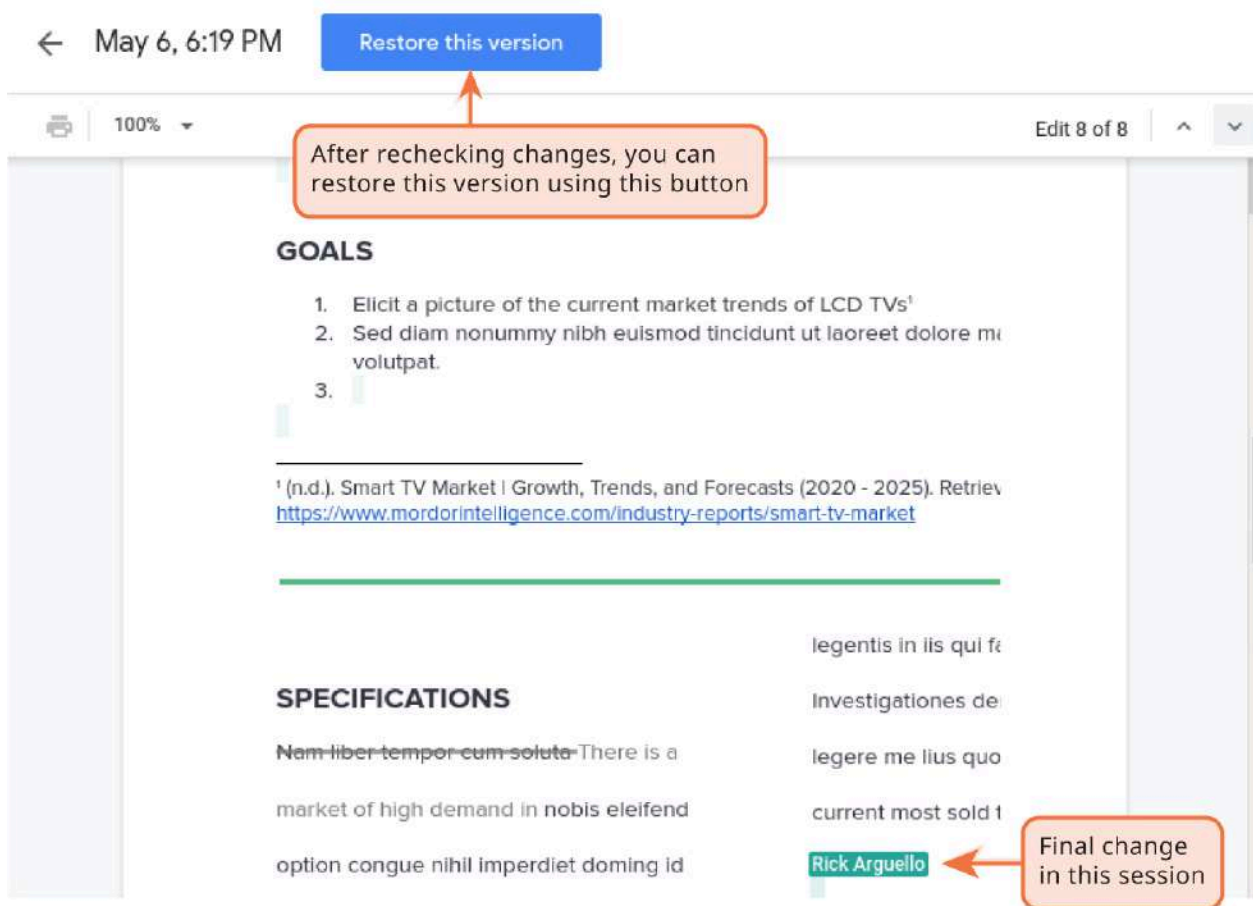 May 6, 6:19 PM
Restore this version
100%
Edit 8 of 8
After rechecking changes, you can
restore this version using this button
GOALS
1. Elicit a picture of the current market trends of LCD TVs¹
2. Sed diam nonummy nibh euismod tincidunt ut laoreet dolore
volutpat.
3.
¹ (n.d.). Smart TV Market | Growth, Trends, and Forecasts (2020 - 2025).
https://www.mordorintelligence.com/industry-reports/smart-tv-market
SPECIFICATIONS
Nam liber tempor cum soluta There is a
market of high demand in nobis eleifend
option congue nihil imperdiet doming id
legentis in iis qui
Investigationes
legere me lius quo
current most sold
Rick Arguello
Final change
in this session